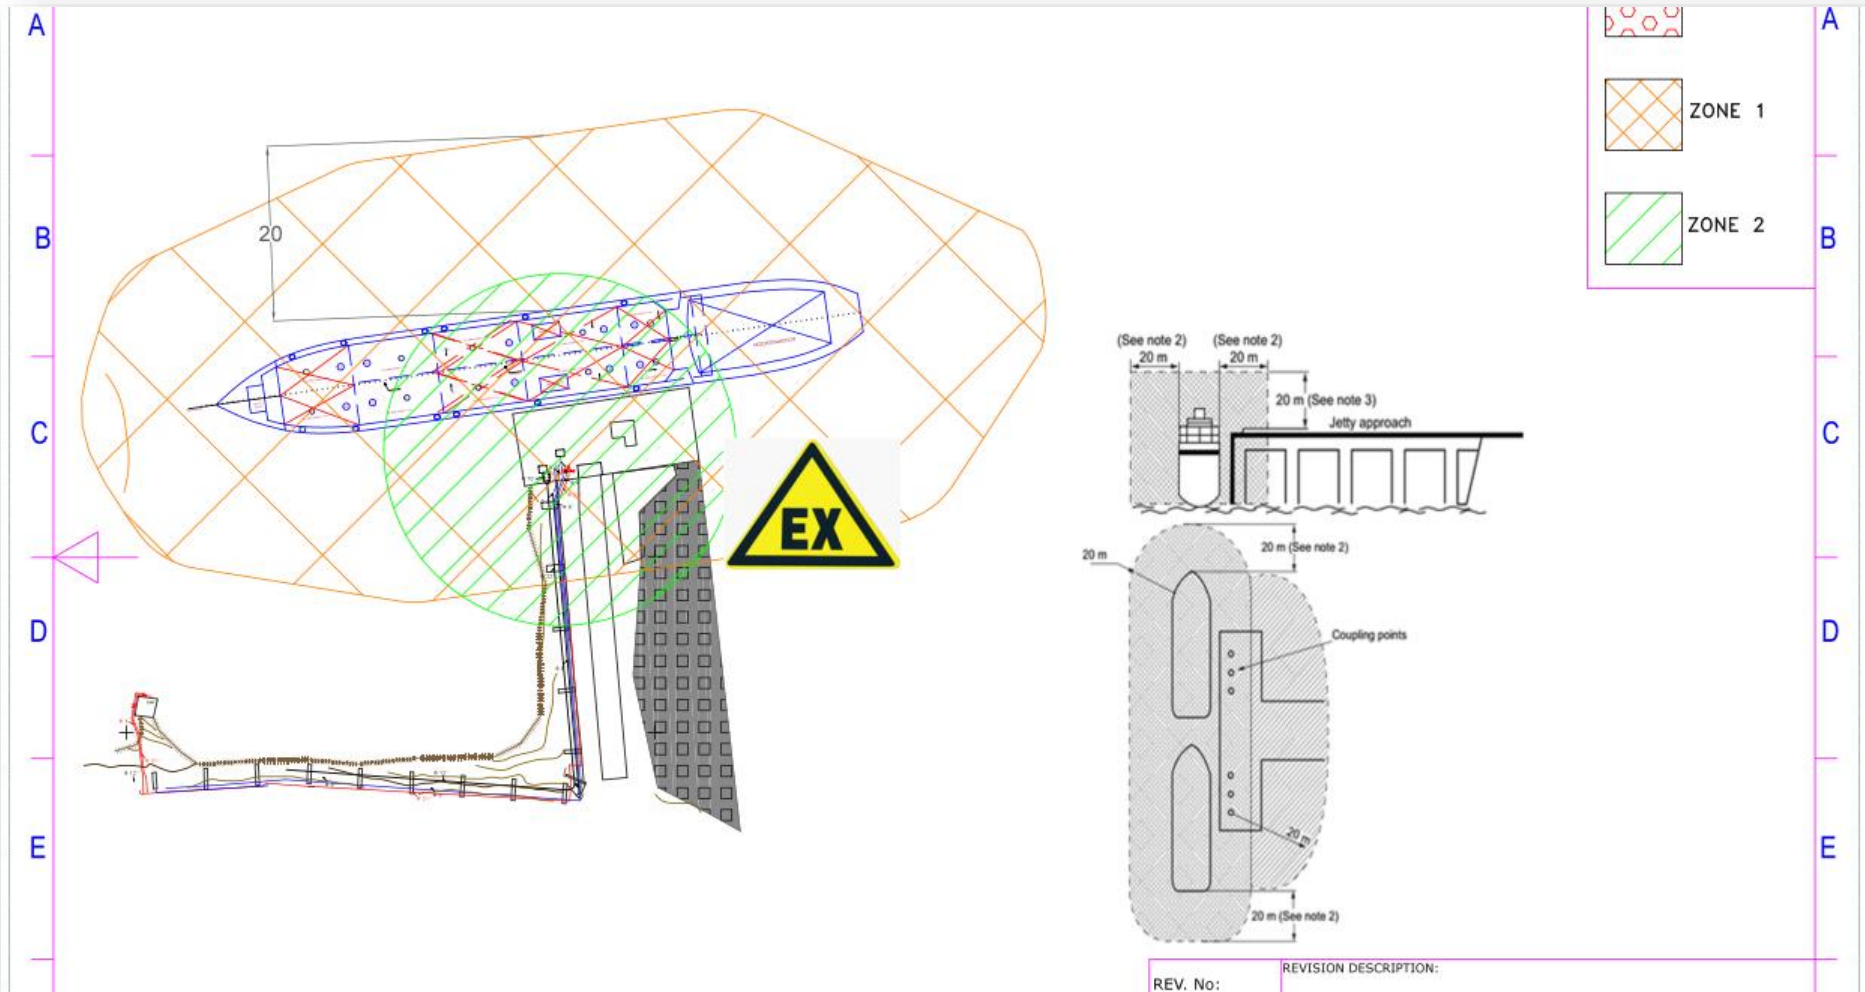 A
A
ZONE 1
B
20
ZONE 2
B
(See note 2)
(See note 2)
20 m
20 m
20 m (See note 3)
Jetty approach
C
C
EX
20 m (See note 2)
20 m
D
Coupling points
D
20 m
E
E
20 m (See note 2)
REVISION DESCRIPTION:
REV. No: